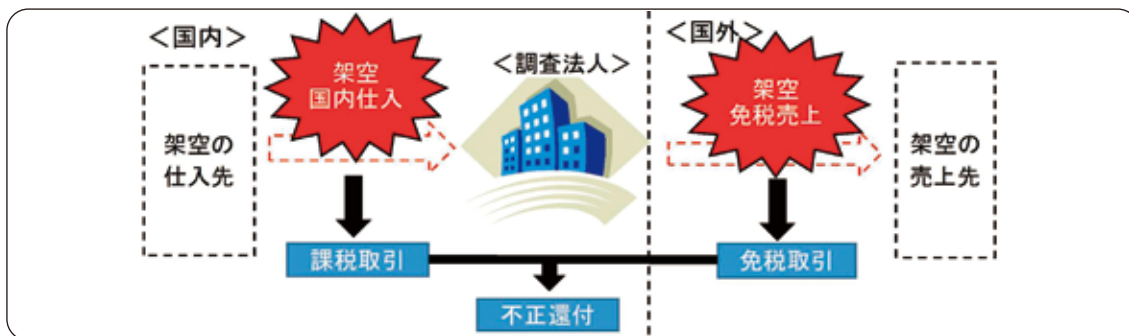 <国内>
架空
国内仕入
架空の
仕入先
<調査法人>
<国外>
架空
免税売上
架空の
売上先
課税取引
免税取引
不正還付